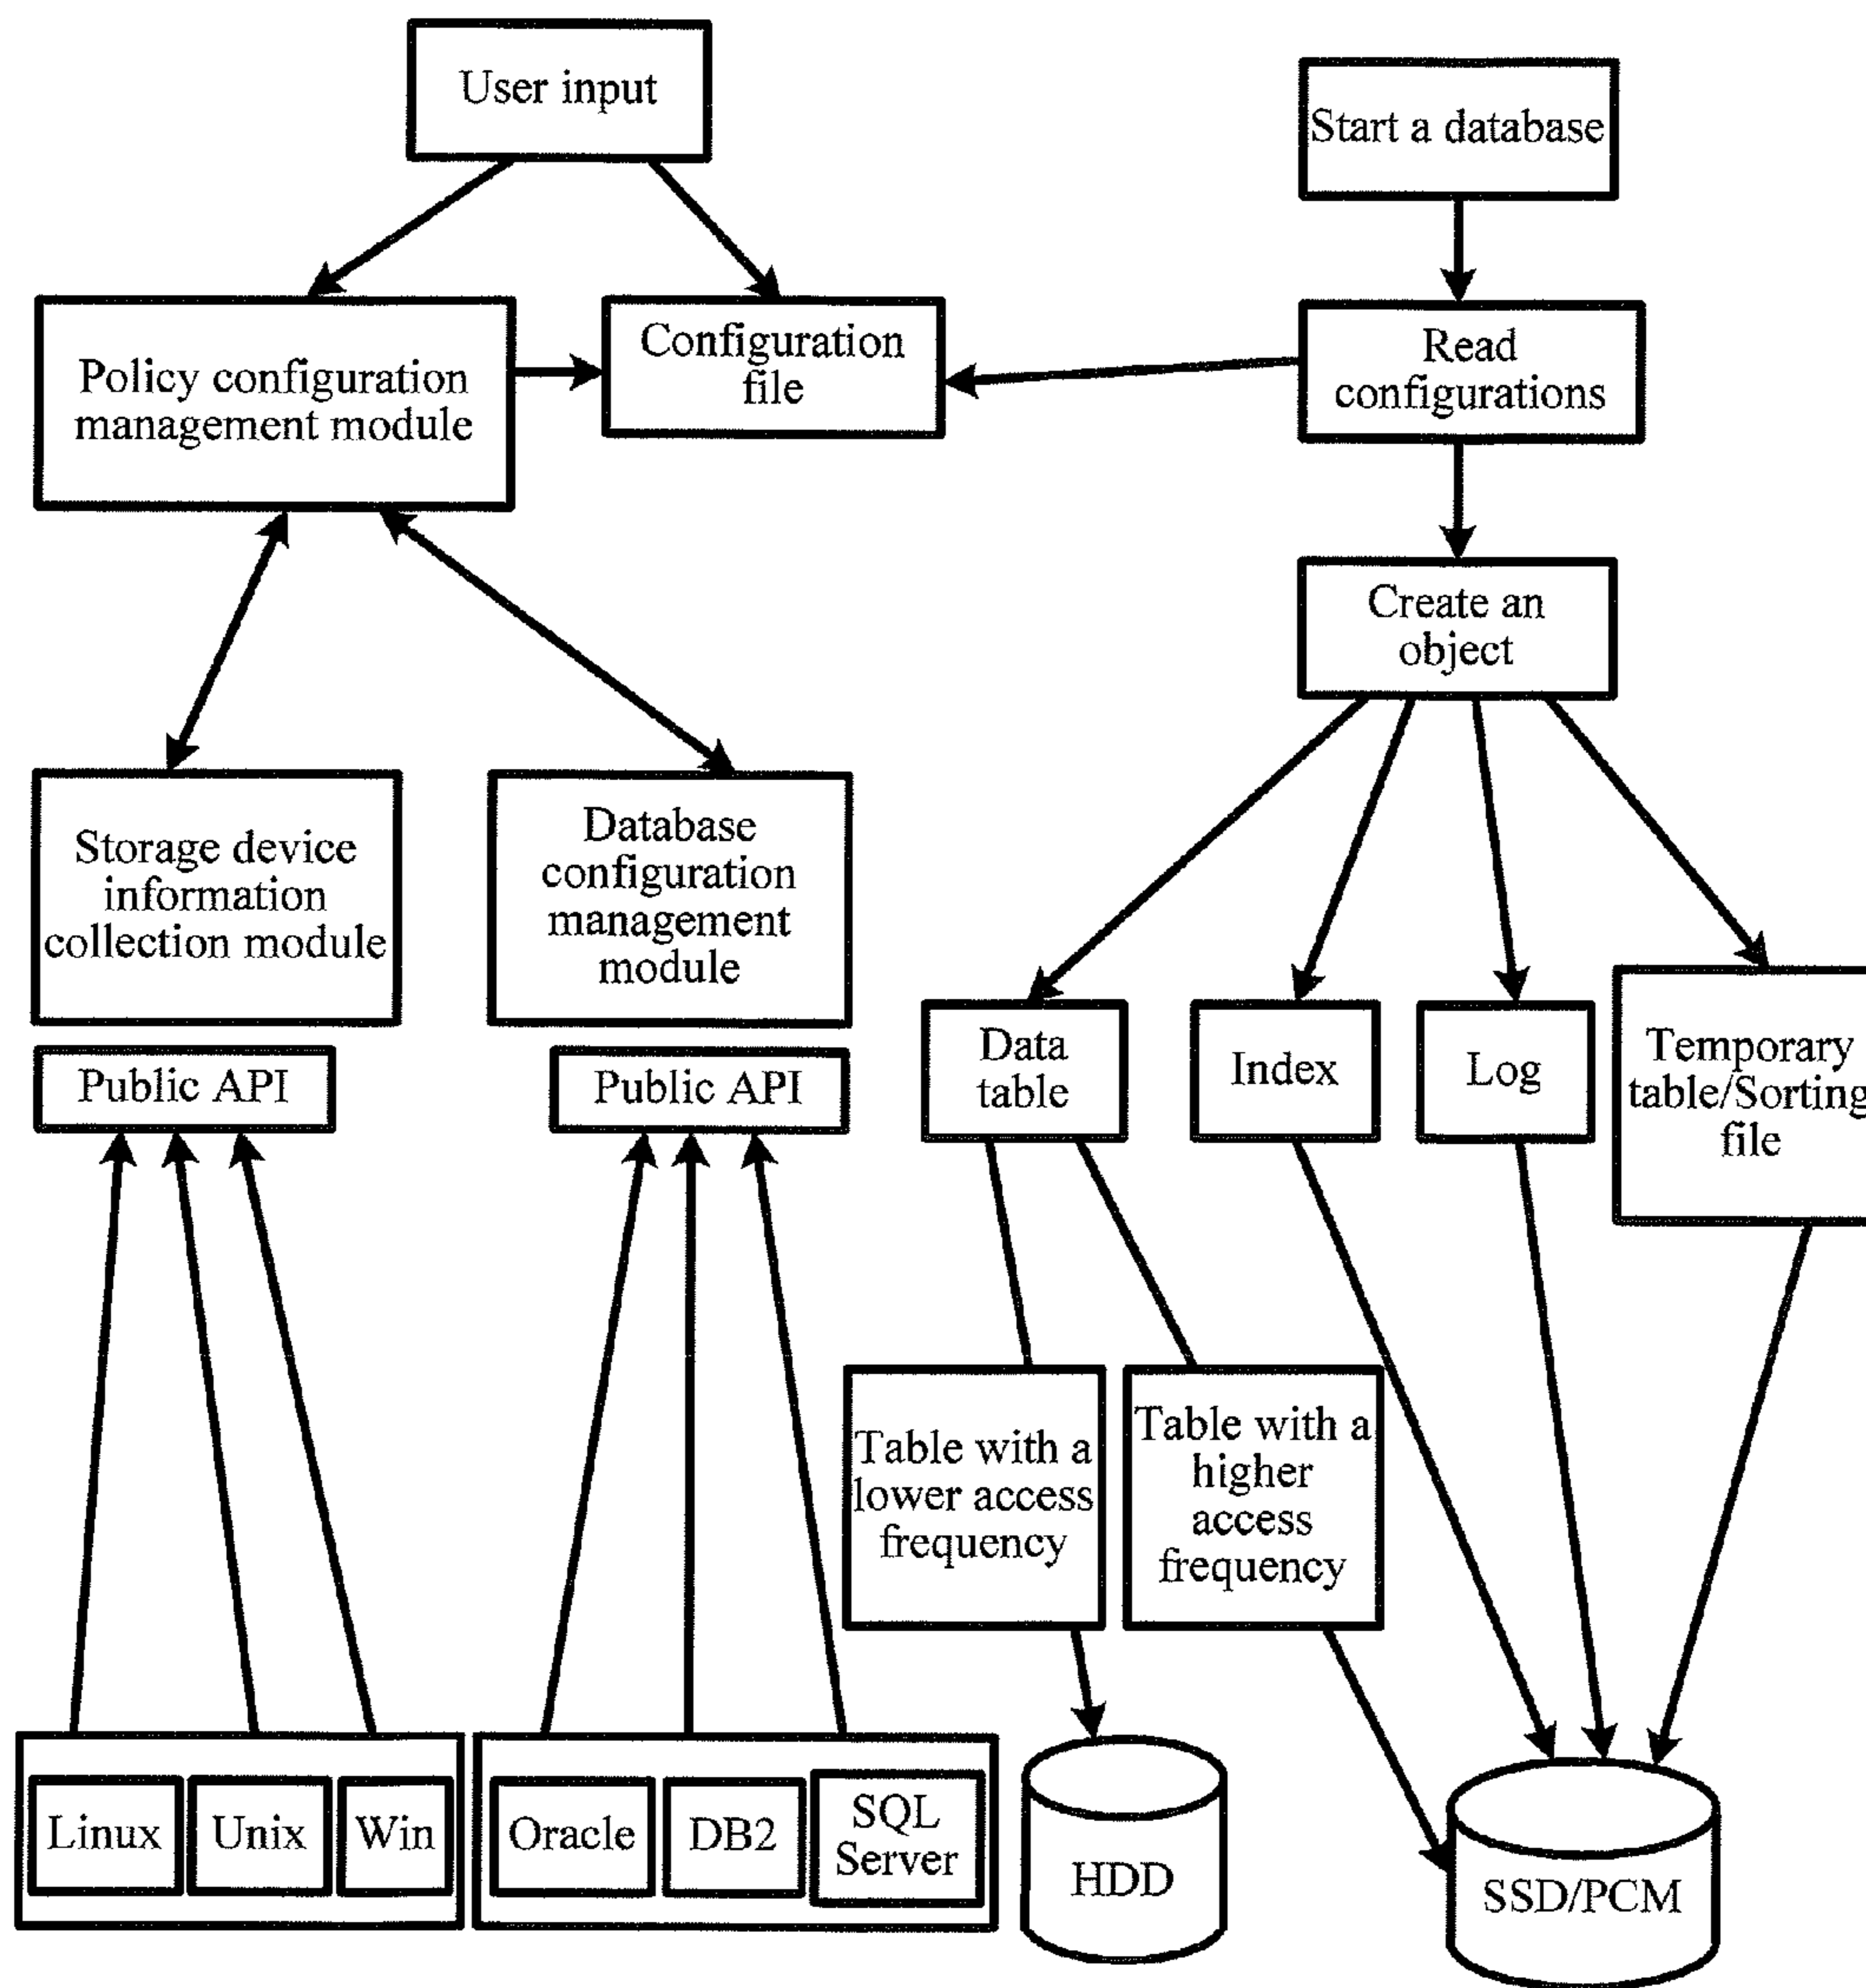 User input
Start a database
Policy configuration
management module
Configuration
file
Read
configurations
Create an
object
Storage device
information
collection module
Database
configuration
management
module
Public API
Public API
Data
table
Index
Log
Temporary
table/Sorting
file
Table with a
lower access
frequency
Table with a
higher
access
frequency
Linux
Unix
Win
Oracle
DB2
SQL
Server
HDD
SSD/PCM